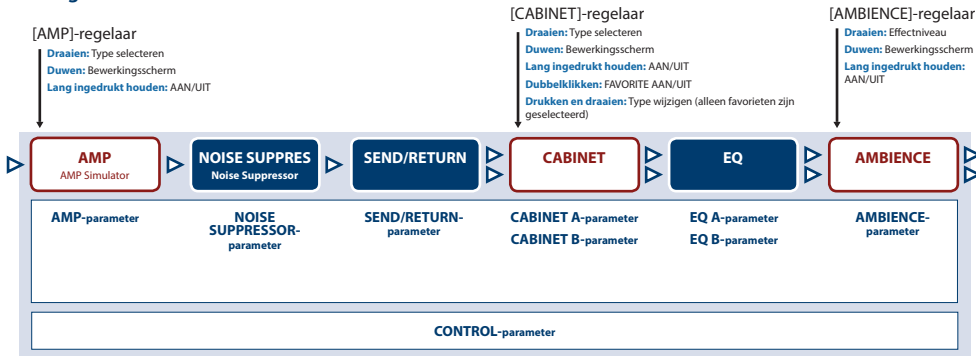 [AMP]-regelaar
Draaien: Type selecteren
Duwen: Bewerkingsscherm
Lang ingedrukt houden: AAN/UIT
[CABINET]-regelaar
Draaien: Type selecteren
Duwen: Bewerkingsscherm
Lang ingedrukt houden: AAN/UIT
Dubbelklikken: FAVORITE AAN/UIT
Drukken en draaien: Type wijzigen (alleen favorieten zijn
geselecteerd)
[AMBIENCE]-regelaar
Draaien: Effectniveau
Duwen: Bewerkingsscherm
Lang ingedrukt houden:
AAN/UIT
AMP
AMP Simulator
NOISE SUPPRES
Noise Suppressor
SEND/RETURN
CABINET
EQ
AMBIENCE
AMP-parameter
NOISE
SUPPRESSOR-
parameter
SEND/RETURN-
parameter
CABINET A-parameter
CABINET B-parameter
EQ A-parameter
EQ B-parameter
AMBIENCE-
parameter
CONTROL-parameter